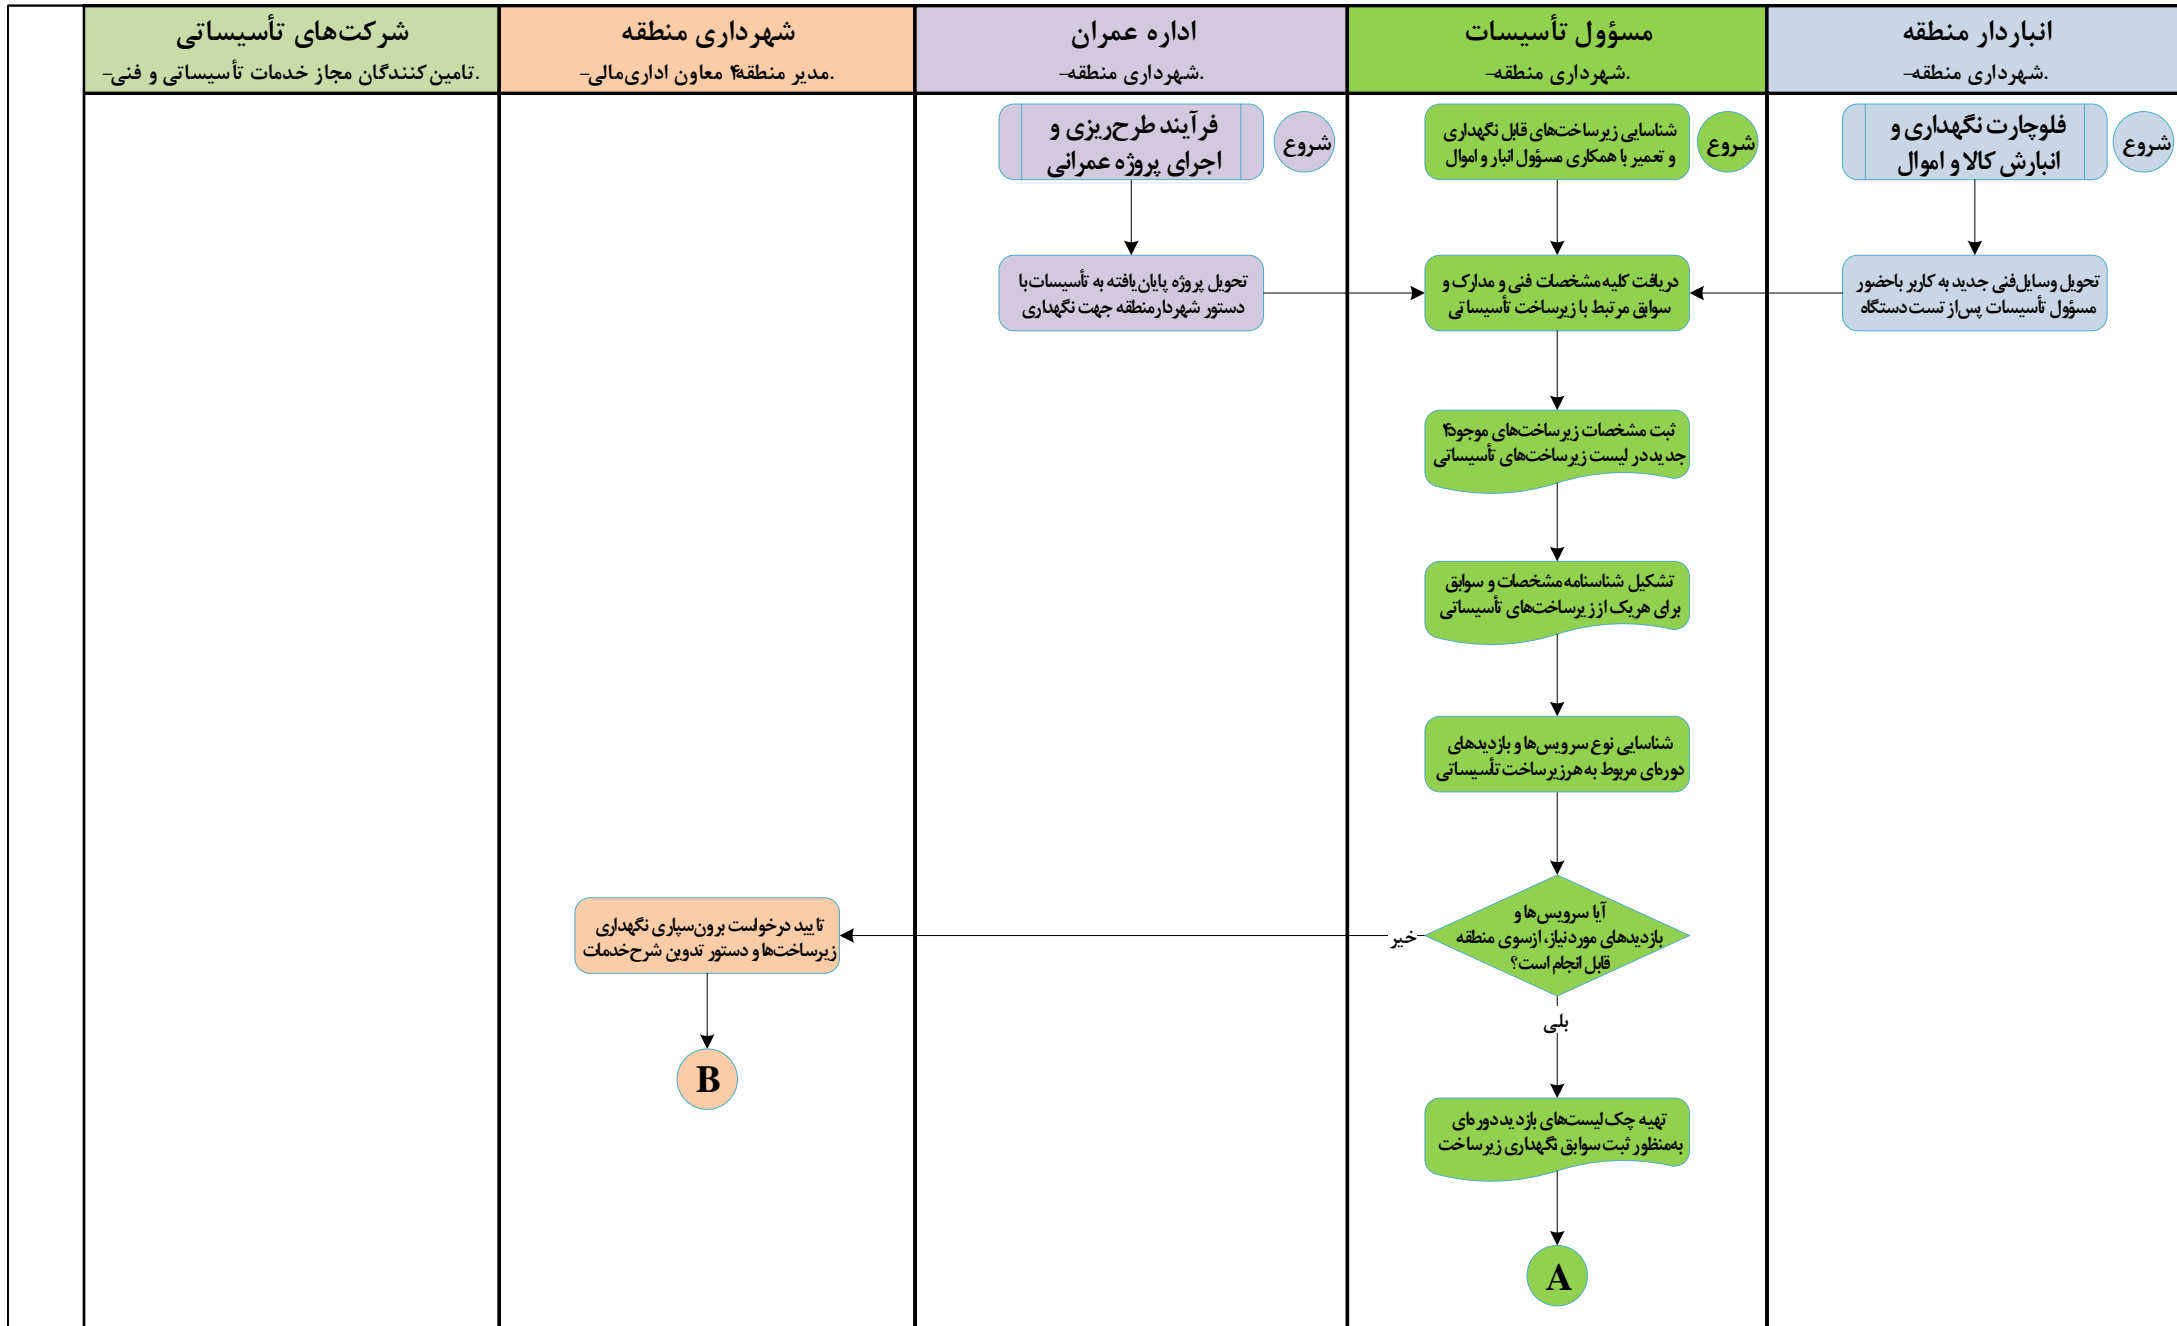 انباردار منطقه
-شهرداری منطقه.
مسؤول تأسیسات
-شهرداری منطقه.
اداره عمران
-شهرداری منطقه.
شهرداری منطقه
-مدیر منطقه۴ معاون اداری‌مالی.
شرکت‌های تأسیساتی
-تامین‌کنندگان مجاز خدمات تأسیساتی و فنی.
شروع
فلوچارت نگهداری و
انبارش کالا و اموال
شروع
شناسایی زیرساخت‌های قابل نگهداری
و تعمیر با همکاری مسؤول انبار و اموال
شروع
فرآیند طرح‌ریزی و
اجرای پروژه عمرانی
تحویل وسایل‌فنی جدید به کاربر باحضور
مسؤول تأسیسات پس‌از تست دستگاه
دریافت کلیه مشخصات فنی و مدارک و
سوابق مرتبط با زیرساخت تأسیساتی
تحویل پروژه پایان‌یافته به تأسیسات با
دستور شهردارمنطقه جهت نگهداری
ثبت مشخصات زیرساخت‌های موجود۴
جدیددر لیست زیرساخت‌های تأسیساتی
تشکیل شناسنامه مشخصات و سوابق
برای هریک از زیرساخت‌های تأسیساتی
شناسایی نوع سرویس‌ها و بازدیدهای
دوره‌ای مربوط به هرزیرساخت تأسیساتی
آیا سرویس‌ها و
بازدیدهای موردنیاز، ازسوی منطقه
قابل انجام است؟
خیر
تایید درخواست برون‌سپاری نگهداری
زیرساخت‌ها و دستور تدوین شرح‌خدمات
بلی
B
تهیه چک‌لیست‌های بازدیددوره‌ای
به‌منظور ثبت سوابق نگهداری زیرساخت
A